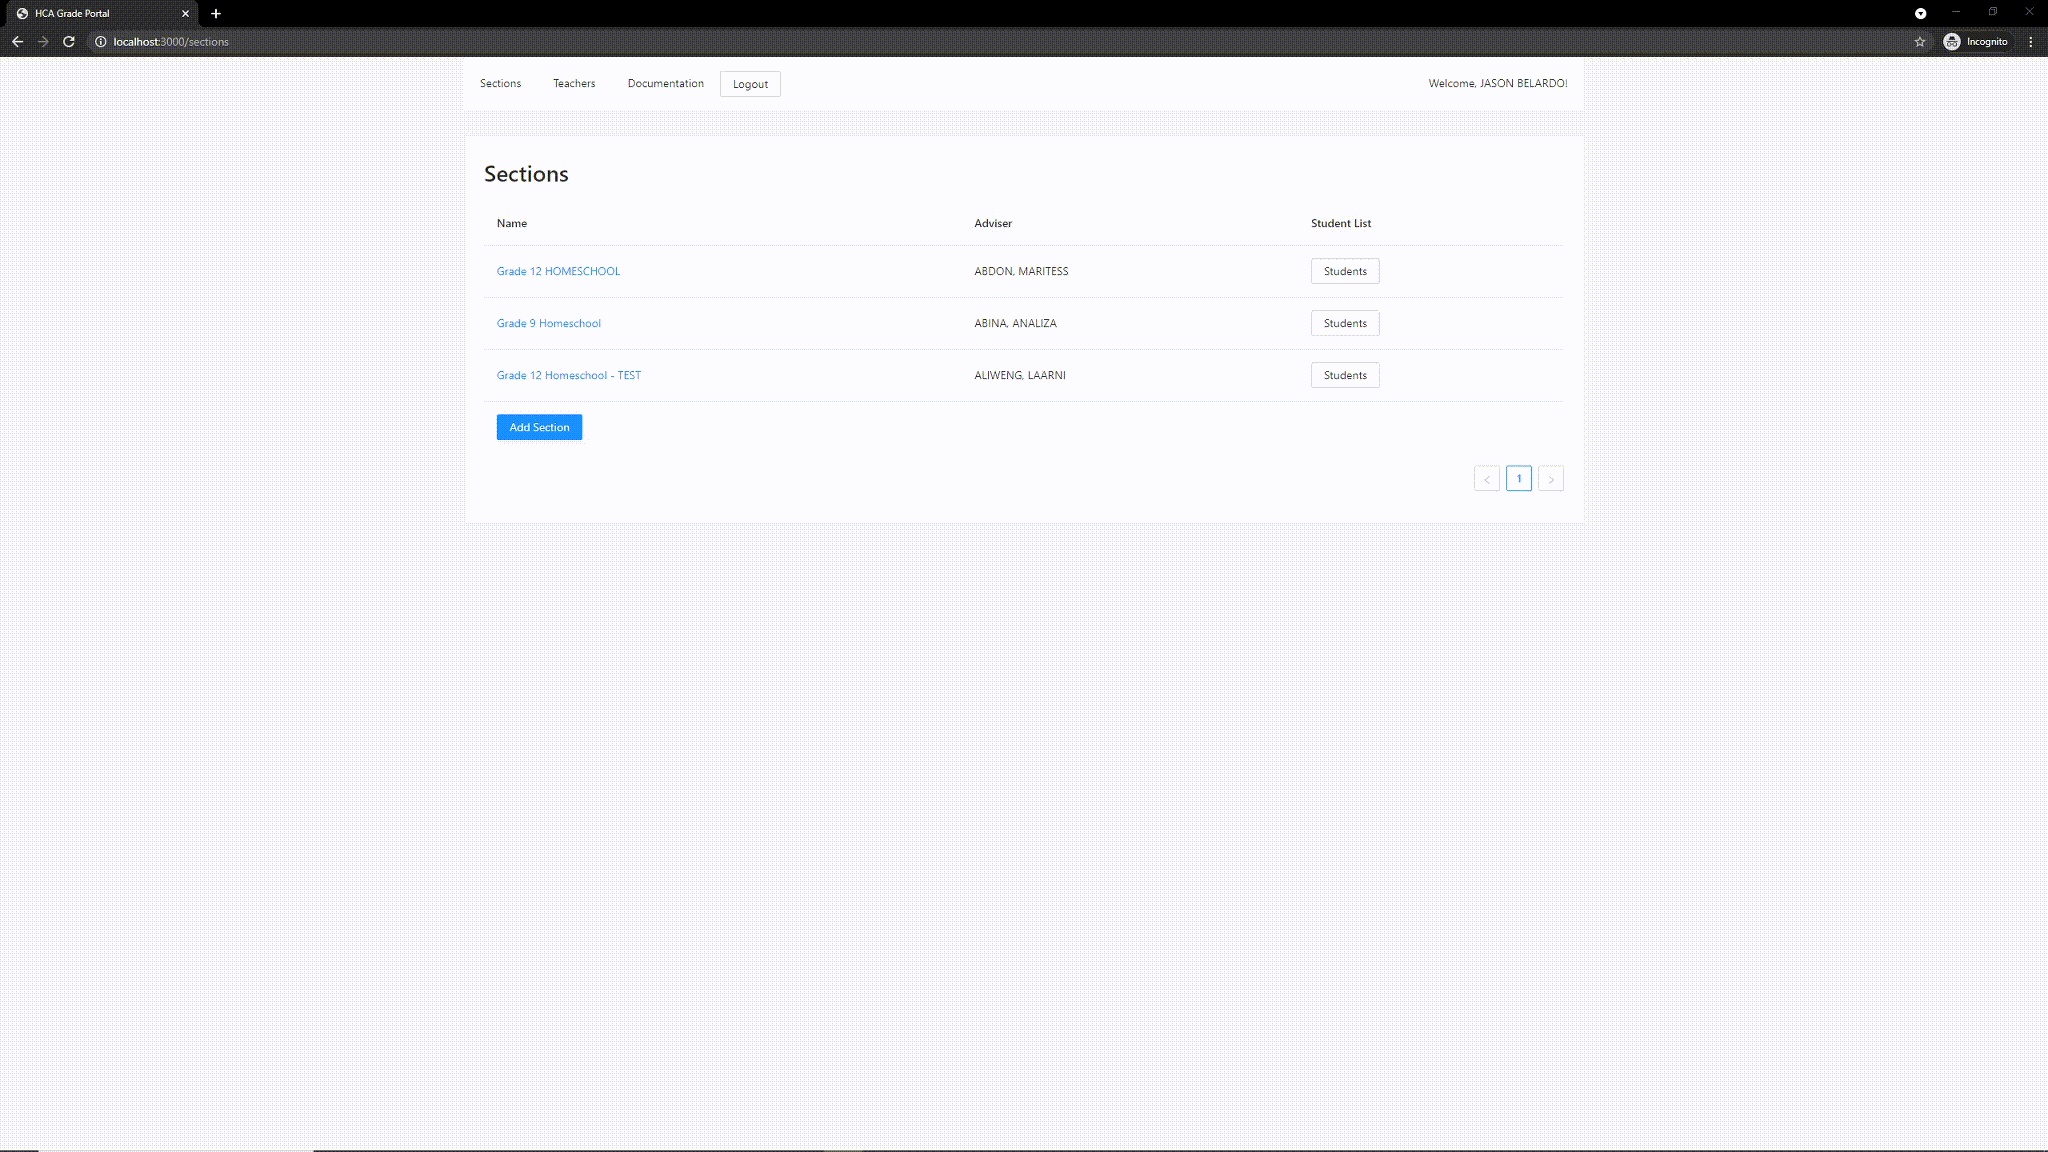 HCA Grade Portal
localhost:3000/sections
Incognito
Sections Teachers Documentation Logout Welcome, JASON BELARDO!
Sections
Name Adviser Student List
Grade 12 HOMESCHOOL ABDON, MARITESS Students
Grade 9 Homeschool ABINA, ANALIZA Students
Grade 12 Homeschool - TEST ALIWENG, LAARNI Students
Add Section
< 1 >